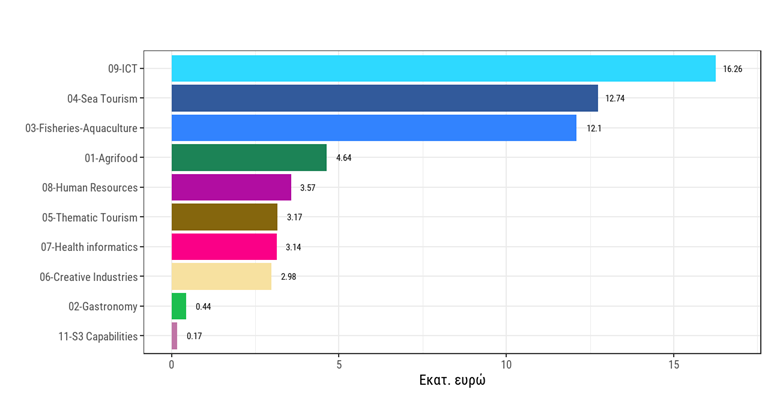 09-ICT 16.26
04-Sea Tourism 12.74
03-Fisheries-Aquaculture 12.1
01-Agrifood 4.64
08-Human Resources 3.57
05-Thematic Tourism 3.17
07-Health informatics 3.14
06-Creative Industries 2.98
02-Gastronomy 0.44
11-S3 Capabilities 0.17
0 5 10 15
Εκατ. ευρώ